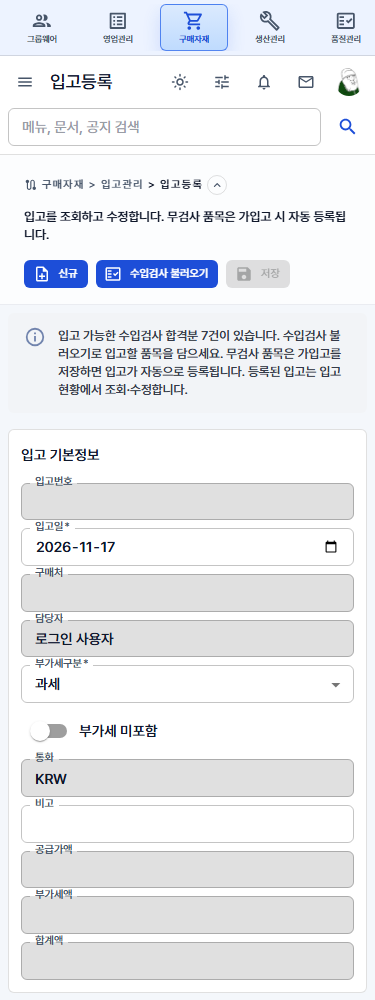 그룹웨어
영업관리
구매자재
생산관리
품질관리
입고등록
메뉴, 문서, 공지 검색
구매자재 > 입고관리 > 입고등록
입고를 조회하고 수정합니다. 무검사 품목은 가입고 시 자동 등록됩
니다.
신규
수입검사 불러오기
저장
입고 가능한 수입검사 합격분 7건이 있습니다. 수입검사 불
러오기로 입고할 품목을 담으세요. 무검사 품목은 가입고를
저장하면 입고가 자동으로 등록됩니다. 등록된 입고는 입고
현황에서 조회·수정합니다.
입고 기본정보
입고번호
입고일*
2026-11-17
구매처
담당자
로그인 사용자
부가세구분*
과세
부가세 미포함
통화
KRW
비고
공급가액
부가세액
합계액